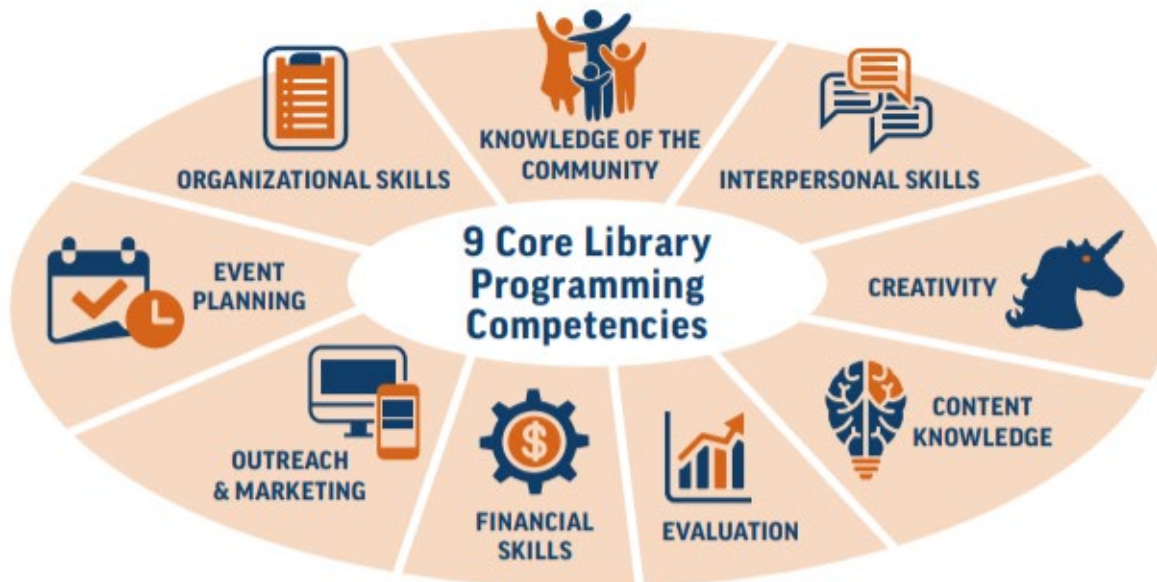 9 Core Library
Programming
Competencies
KNOWLEDGE OF THE
COMMUNITY
INTERPERSONAL SKILLS
CREATIVITY
CONTENT
KNOWLEDGE
EVALUATION
FINANCIAL
SKILLS
OUTREACH
& MARKETING
EVENT
PLANNING
ORGANIZATIONAL SKILLS
$